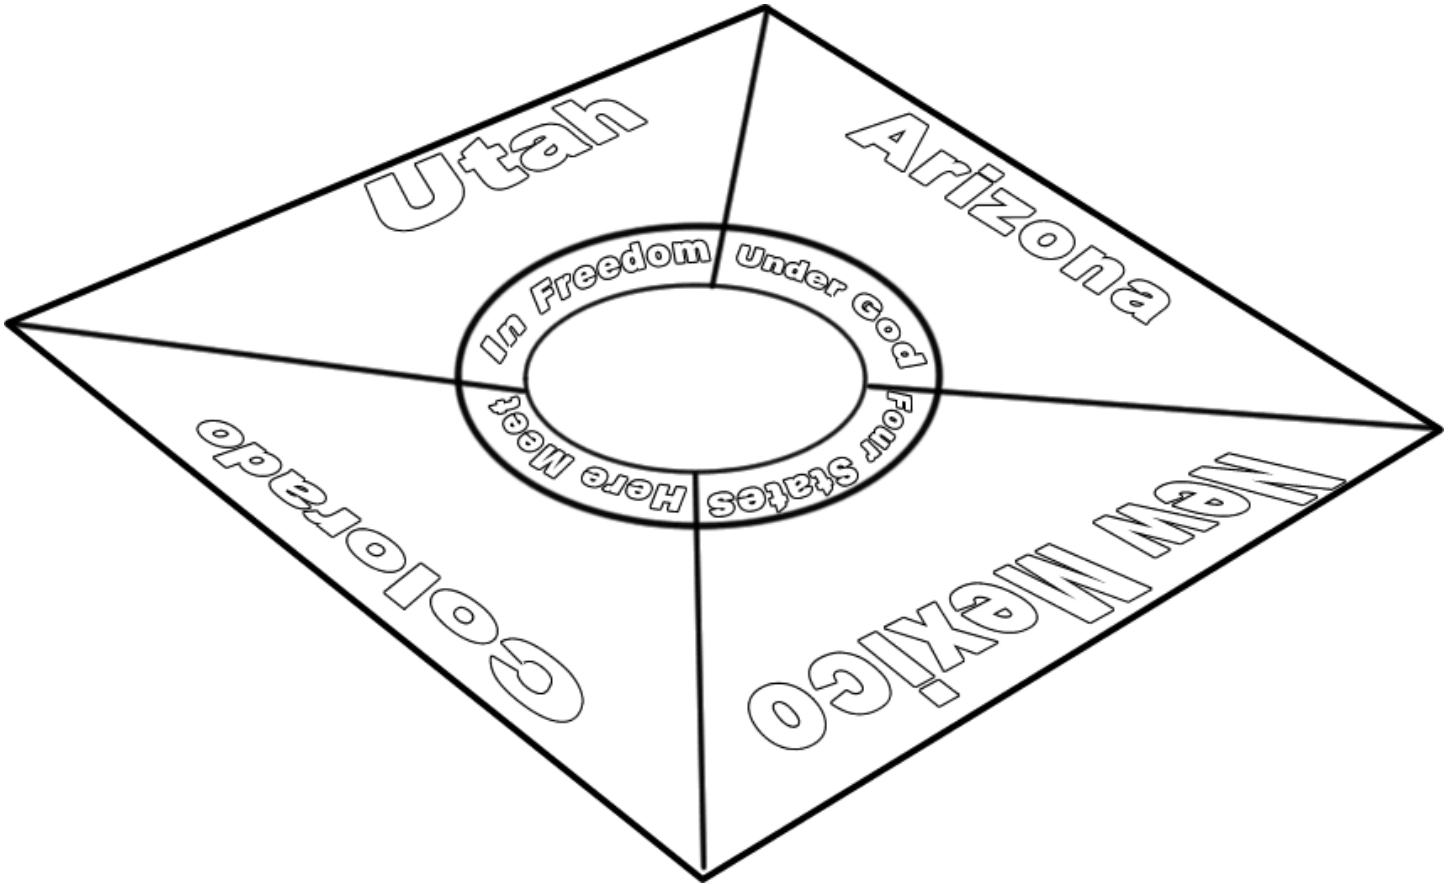 Utah
Arizona
New Mexico
Colorado
In Freedom
Under God
Four States
Here Meet